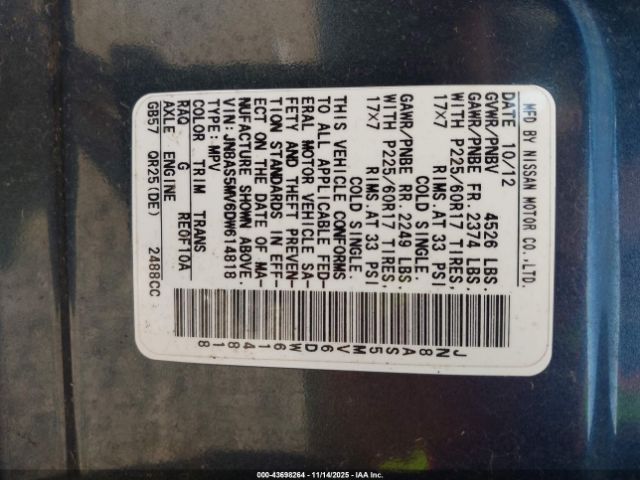 MFD BY NISSAN MOTOR CO.,LTD.
DATE 10/12
GVWR/PNBV 4526 LBS.
GAWR/PNBE FR. 2374 LBS.
WITH P225/60R17 TIRES,
17X7 RIMS.AT 33 PSI
COLD SINGLE.
GAWR/PNBE RR. 2249 LBS.
WITH P225/60R17 TIRES,
17X7 RIMS.AT 33 PSI
COLD SINGLE.
THIS VEHICLE CONFORMS
TO ALL APPLICABLE FED-
ERAL MOTOR VEHICLE SA-
FETY AND THEFT PREVEN-
TION STANDARDS IN EFF-
ECT ON THE DATE OF MA-
NUFACTURE SHOWN ABOVE.
VIN:JN8AS5MV6DW614818
TYPE:MPV
COLOR TRIM TRANS
RAQ G RE0F10A
AXLE ENGINE
GB57 QR25(DE) 2488CC
JN8AS5MV6DW614818
000-43698264 - 11/14/2025 - IAA Inc.